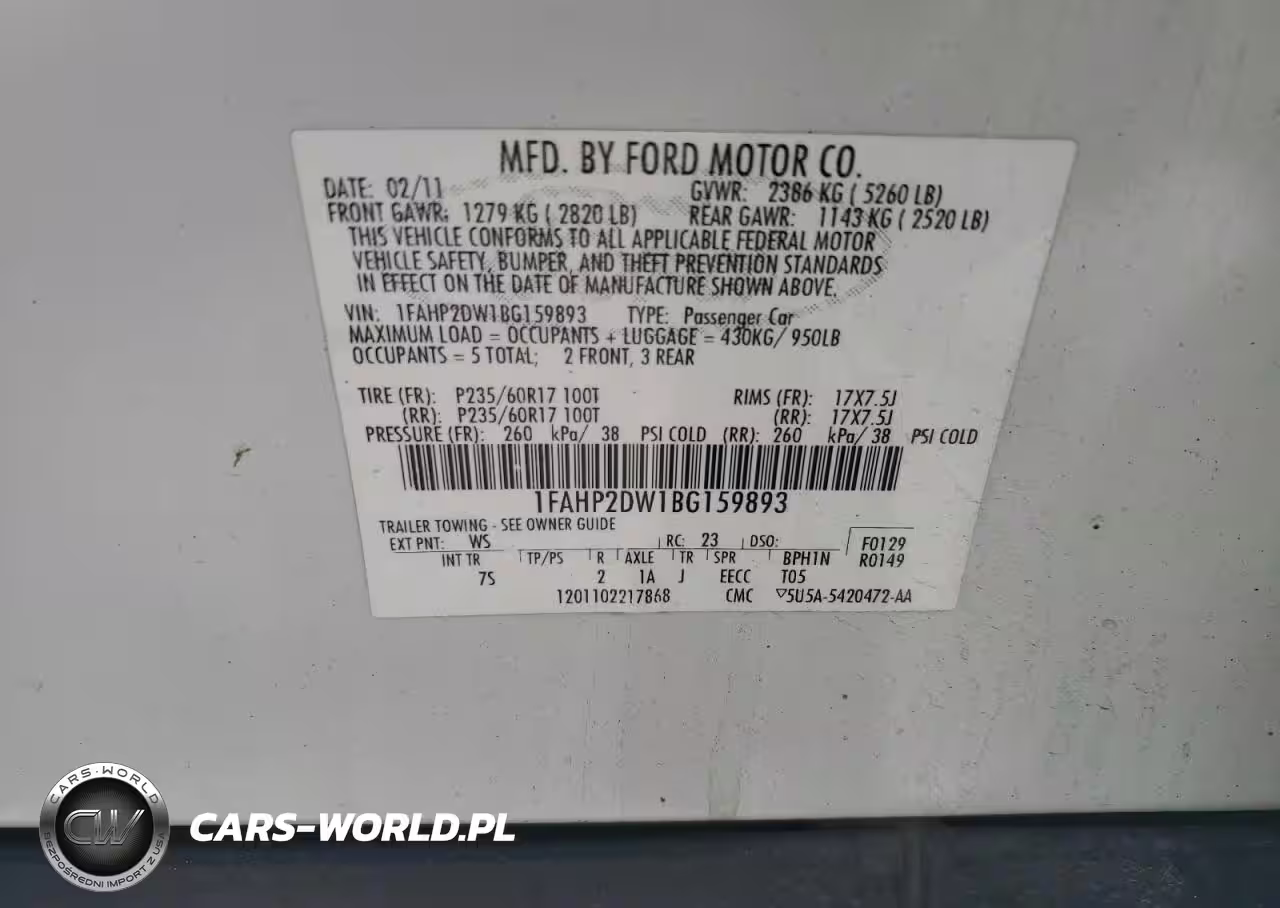 MFD. BY FORD MOTOR CO.
DATE: 02/11 GVWR: 2386 KG ( 5260 LB)
FRONT GAWR: 1279 KG ( 2820 LB) REAR GAWR: 1143 KG ( 2520 LB)
THIS VEHICLE CONFORMS TO ALL APPLICABLE FEDERAL MOTOR
VEHICLE SAFETY, BUMPER, AND THEFT PREVENTION STANDARDS
IN EFFECT ON THE DATE OF MANUFACTURE SHOWN ABOVE.
VIN: 1FAHP2DW1BG159893 TYPE: Passenger Car
MAXIMUM LOAD = OCCUPANTS + LUGGAGE = 430KG/ 950LB
OCCUPANTS = 5 TOTAL; 2 FRONT, 3 REAR
TIRE (FR): P235/60R17 100T RIMS (FR): 17X7.5J
(RR): P235/60R17 100T (RR): 17X7.5J
PRESSURE (FR): 260 kPa/ 38 PSI COLD (RR): 260 kPa/ 38 PSI COLD
1FAHP2DW1BG159893
TRAILER TOWING - SEE OWNER GUIDE
EXT PNT: WS RC: 23 DSO: F0129
INT TR TP/PS R AXLE TR SPR BPH1N R0149
7S 2 1A J EECC T05
1201102217868 CMC ▽5U5A-5420472-AA
CARS-WORLD
CW
BEZPOŚREDNI IMPORT Z USA
CARS-WORLD.PL